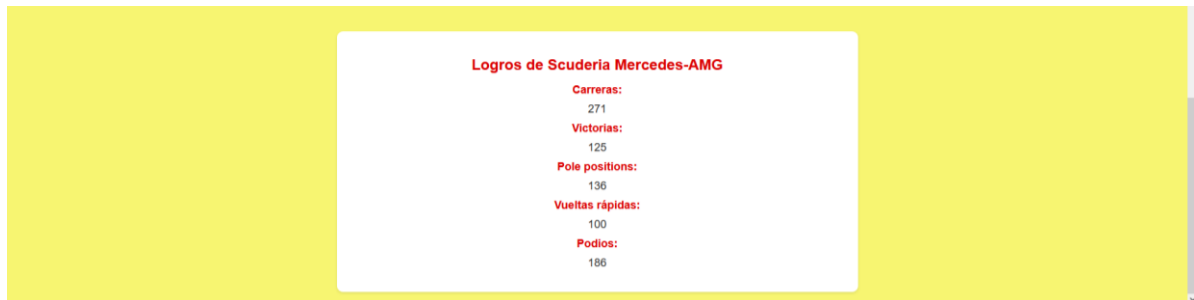 Logros de Scuderia Mercedes-AMG
Carreras:
271
Victorias:
125
Pole positions:
136
Vueltas rápidas:
100
Podios:
186